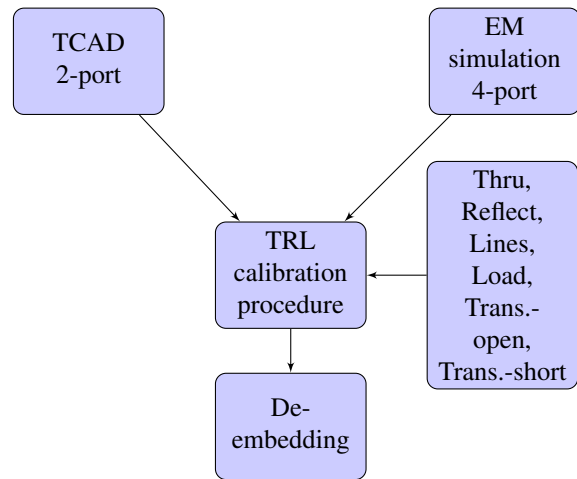 TCAD
2-port
EM
simulation
4-port
Thru,
Reflect,
Lines,
Load,
Trans.-
open,
Trans.-short
TRL
calibration
procedure
De-
embedding